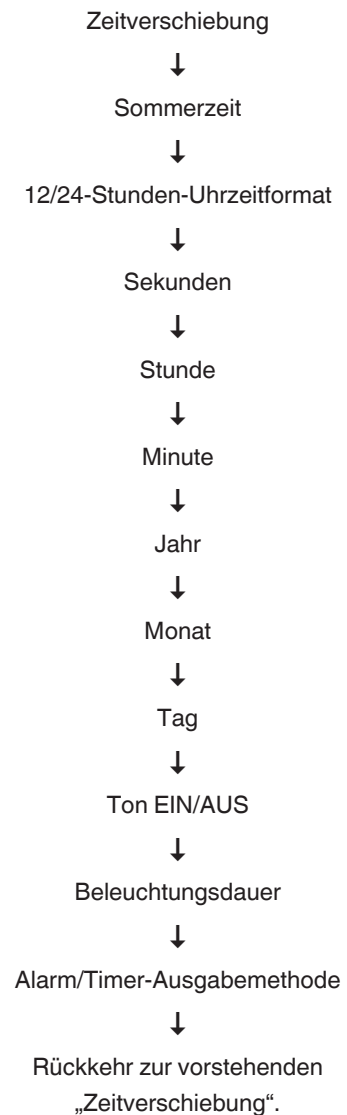 Zeitverschiebung
↓
Sommerzeit
↓
12/24-Stunden-Uhrzeitformat
↓
Sekunden
↓
Stunde
↓
Minute
↓
Jahr
↓
Monat
↓
Tag
↓
Ton EIN/AUS
↓
Beleuchtungsdauer
↓
Alarm/Timer-Ausgabemethode
↓
Rückkehr zur vorstehenden
„Zeitverschiebung“.